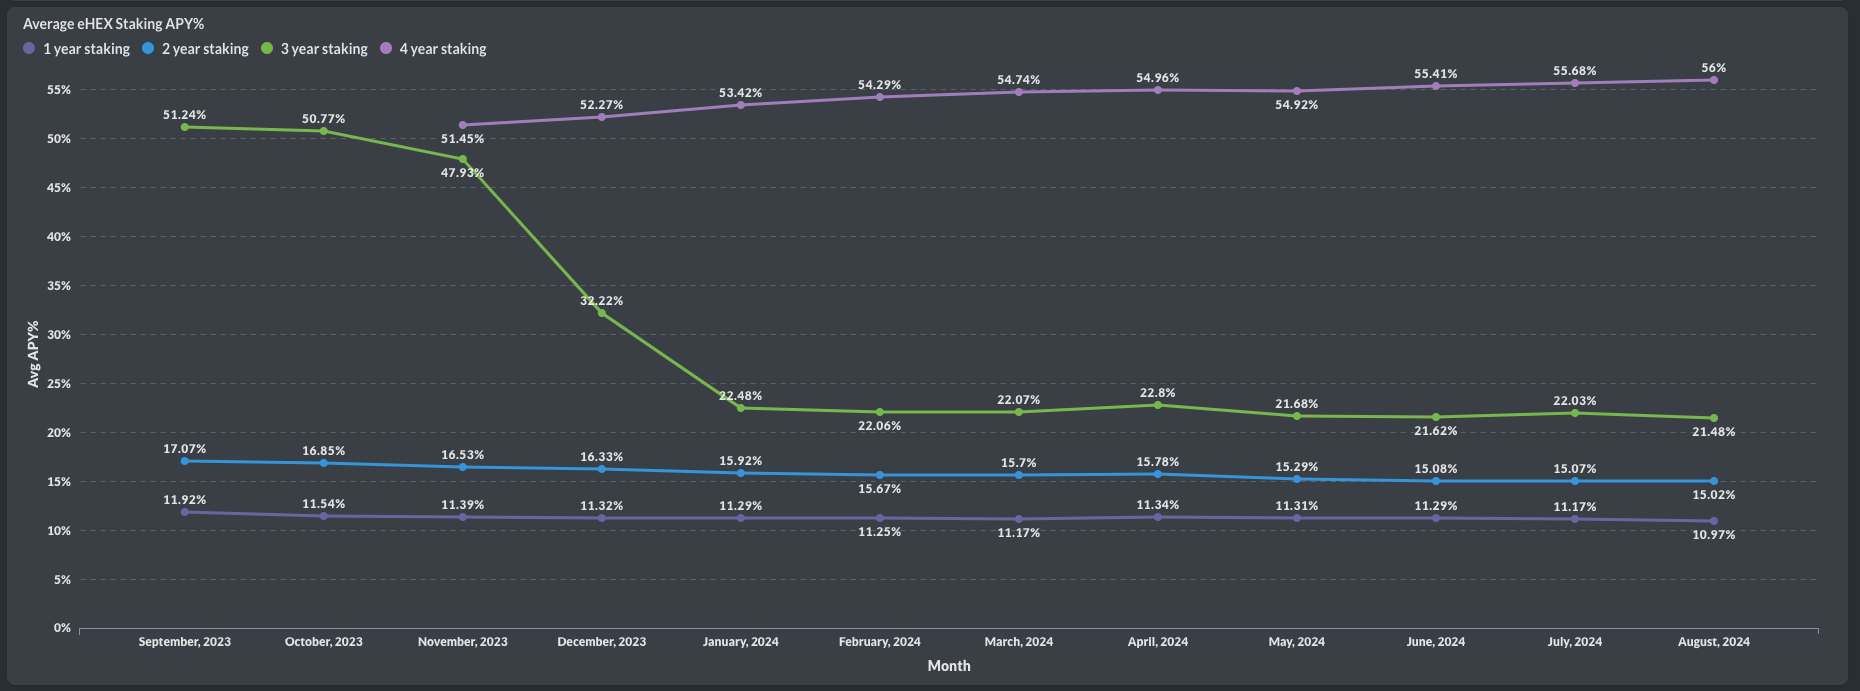 Average eHEX Staking APY%
1 year staking 2 year staking 3 year staking 4 year staking
55%
50%
45%
40%
35%
30%
25%
20%
15%
10%
5%
0%
Avg APY%
51.45% 52.27% 53.42% 54.29% 54.74% 54.96% 54.92% 55.41% 55.68% 56%
51.24% 50.77% 47.93% 32.22% 22.48% 22.06% 22.07% 22.8% 21.68% 21.62% 22.03% 21.48%
17.07% 16.85% 16.53% 16.33% 15.92% 15.67% 15.7% 15.78% 15.29% 15.08% 15.07% 15.02%
11.92% 11.54% 11.39% 11.32% 11.29% 11.25% 11.17% 11.34% 11.31% 11.29% 11.17% 10.97%
September, 2023 October, 2023 November, 2023 December, 2023 January, 2024 February, 2024 March, 2024 April, 2024 May, 2024 June, 2024 July, 2024 August, 2024
Month